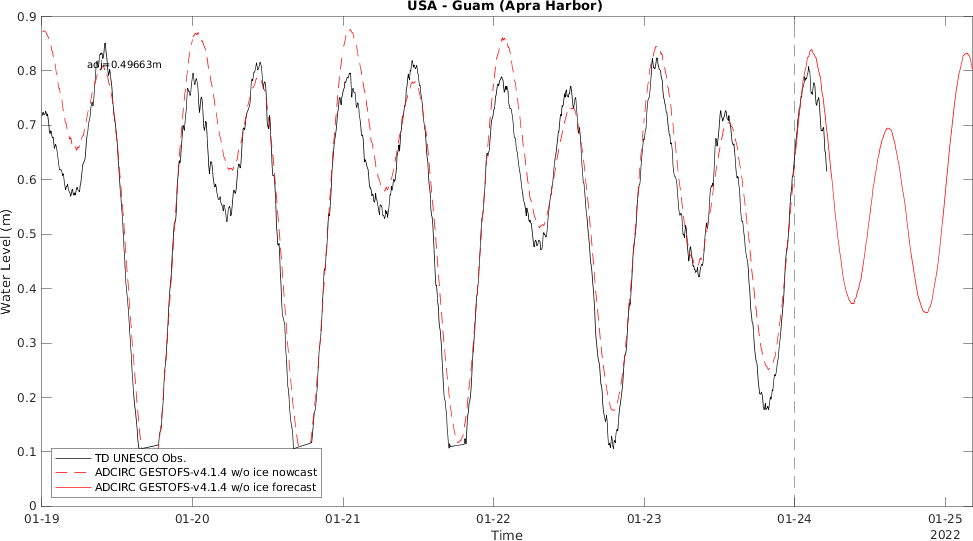 USA - Guam (Apra Harbor)
0.9
0.8
0.7
0.6
0.5
0.4
0.3
0.2
0.1
0
Water Level (m)
adj=0.49663m
TD UNESCO Obs.
ADCIRC GESTOFS-v4.1.4 w/o ice nowcast
ADCIRC GESTOFS-v4.1.4 w/o ice forecast
01-19
01-20
01-21
01-22
01-23
01-24
01-25
2022
Time